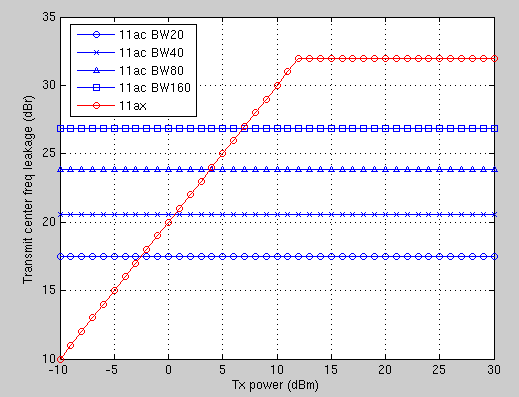 35
30
25
20
15
10
Transmit center freq leakage (dBr)
11ac BW20
11ac BW40
11ac BW80
11ac BW160
11ax
-10
-5
0
5
10
15
20
25
30
Tx power (dBm)